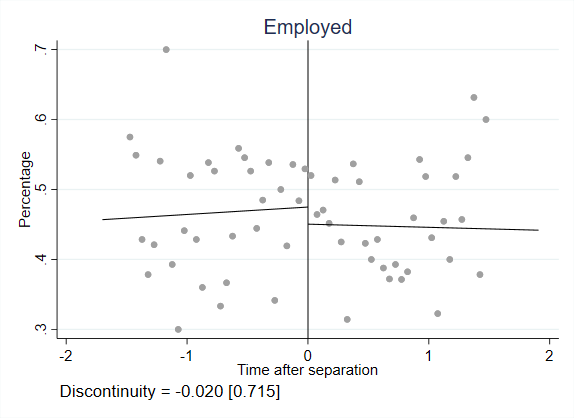 Employed
Percentage
.7
.6
.5
.4
.3
-2 -1 0 1 2
Time after separation
Discontinuity = -0.020 [0.715]